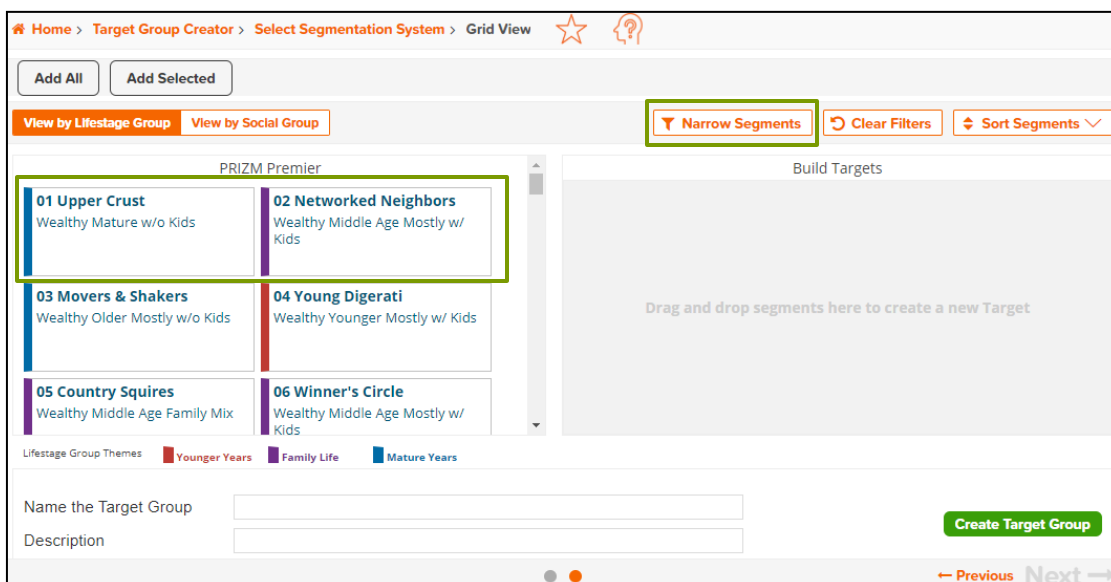 Home > Target Group Creator > Select Segmentation System > Grid View
Add All Add Selected
View by Lifestage Group View by Social Group Narrow Segments Clear Filters Sort Segments
PRIZM Premier
01 Upper Crust
Wealthy Mature w/o Kids
02 Networked Neighbors
Wealthy Middle Age Mostly w/
Kids
03 Movers & Shakers
Wealthy Older Mostly w/o Kids
04 Young Digerati
Wealthy Younger Mostly w/ Kids
05 Country Squires
Wealthy Middle Age Family Mix
06 Winner's Circle
Wealthy Middle Age Mostly w/
Kids
Build Targets
Drag and drop segments here to create a new Target
Lifestage Group Themes Younger Years Family Life Mature Years
Name the Target Group
Description
Create Target Group
← Previous Next →